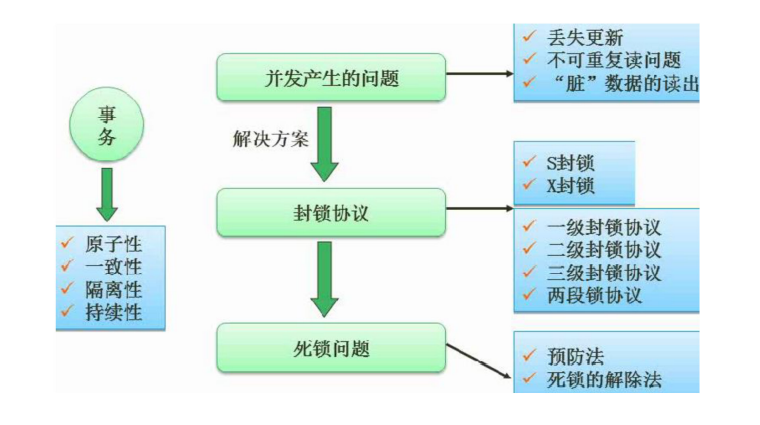 事
务
原子性
一致性
隔离性
持续性
并发产生的问题
丢失更新
不可重复读问题
“脏”数据的读出
解决方案
封锁协议
S封锁
X封锁
一级封锁协议
二级封锁协议
三级封锁协议
两段锁协议
死锁问题
预防法
死锁的解除法